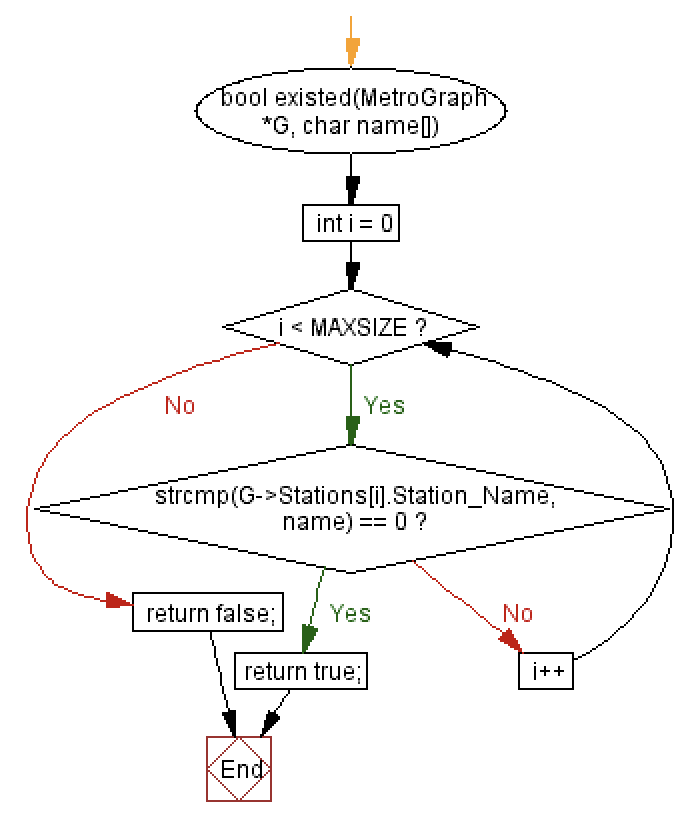 bool existed(MetroGraph
*G, char name[])
int i = 0
i < MAXSIZE ?
No
Yes
strcmp(G->Stations[i].Station_Name,
name) == 0 ?
return false;
Yes
No
return true;
i++
End